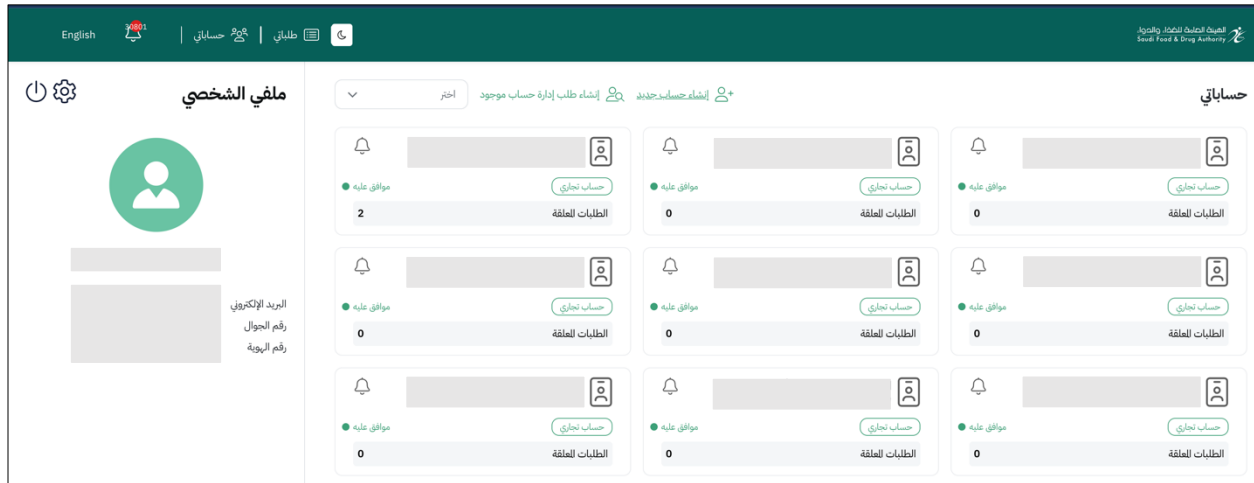 الهيئة العامة للغذاء والدواء
Saudi Food & Drug Authority
طلباتي | حساباتي | 30801 English
حساباتي
إنشاء حساب جديد
إنشاء طلب إدارة حساب موجود
اختر
ملفي الشخصي
حساب تجاري موافق عليه
الطلبات المعلقة 0
حساب تجاري موافق عليه
الطلبات المعلقة 0
حساب تجاري موافق عليه
الطلبات المعلقة 2
حساب تجاري موافق عليه
الطلبات المعلقة 0
حساب تجاري موافق عليه
الطلبات المعلقة 0
حساب تجاري موافق عليه
الطلبات المعلقة 0
حساب تجاري موافق عليه
الطلبات المعلقة 0
حساب تجاري موافق عليه
الطلبات المعلقة 0
حساب تجاري موافق عليه
الطلبات المعلقة 0
البريد الإلكتروني
رقم الجوال
رقم الهوية